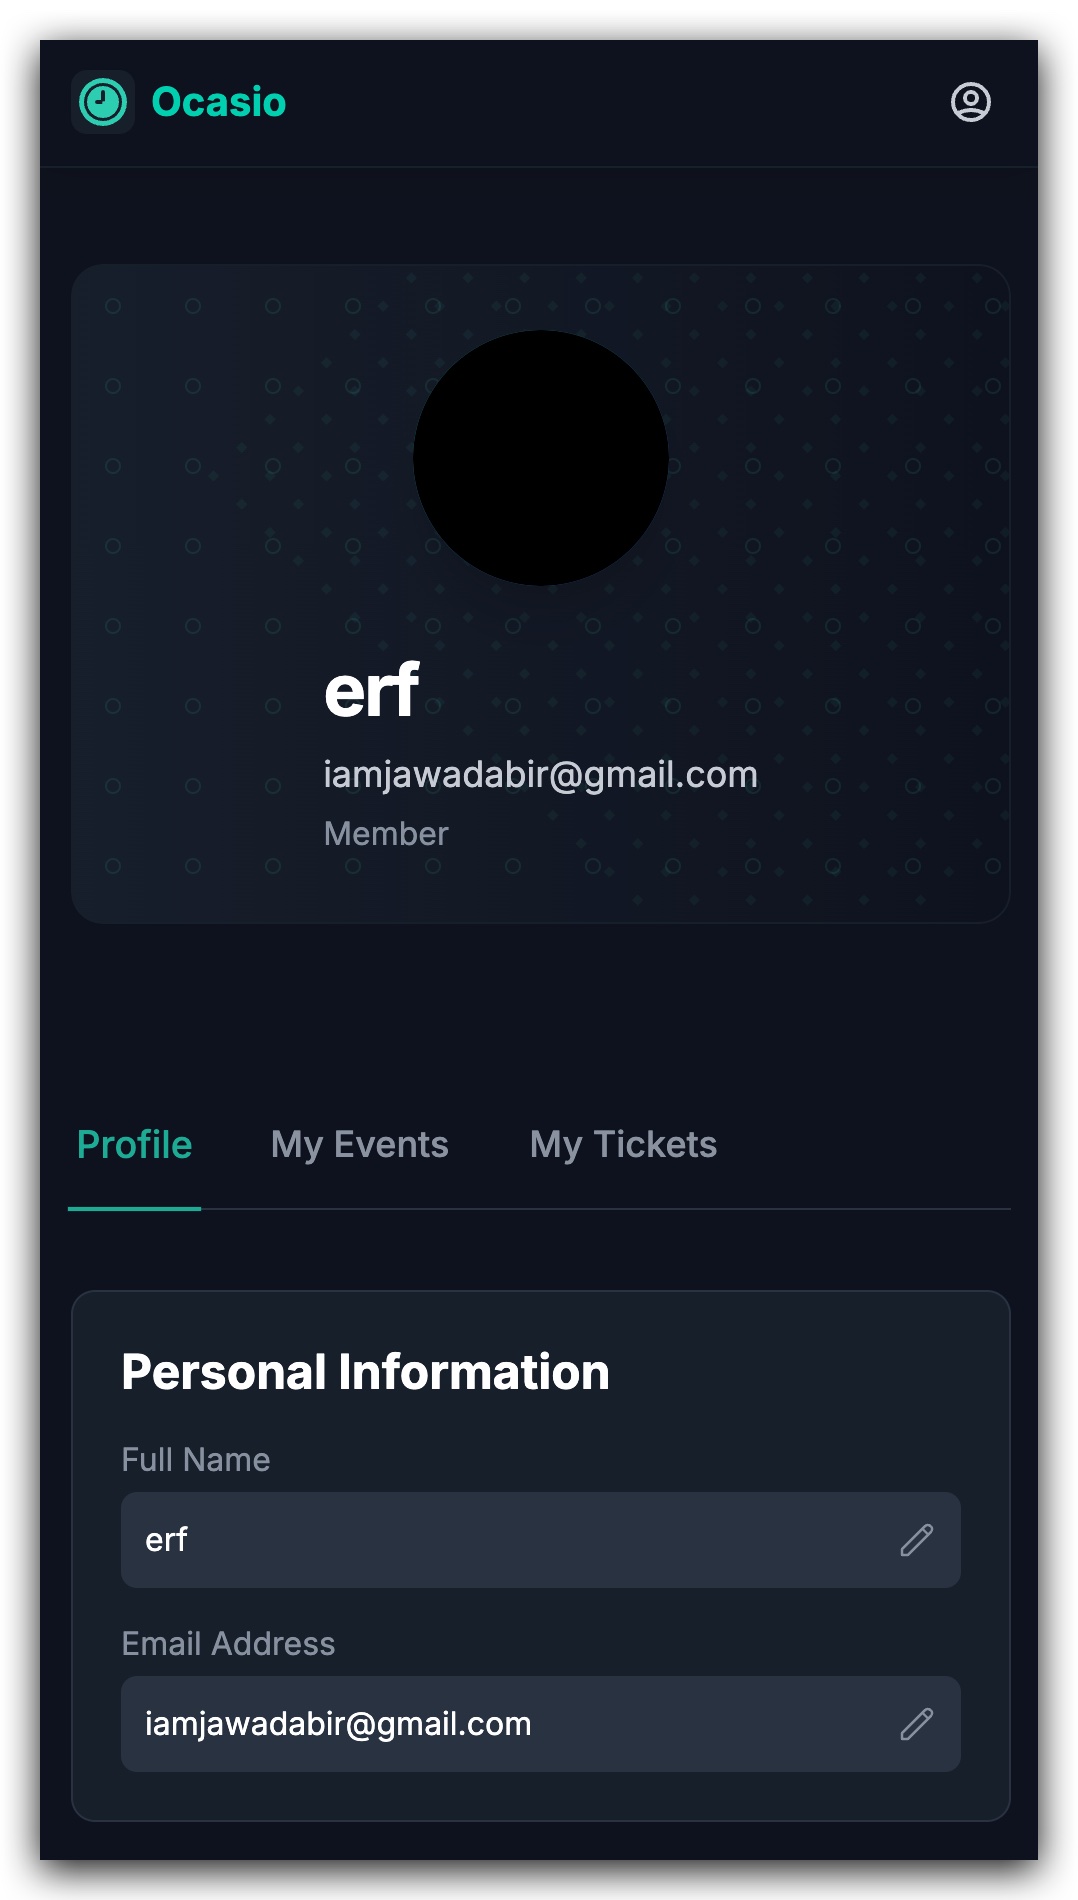 Ocasio
erf
iamjawadabir@gmail.com
Member
Profile My Events My Tickets
Personal Information
Full Name
erf
Email Address
iamjawadabir@gmail.com